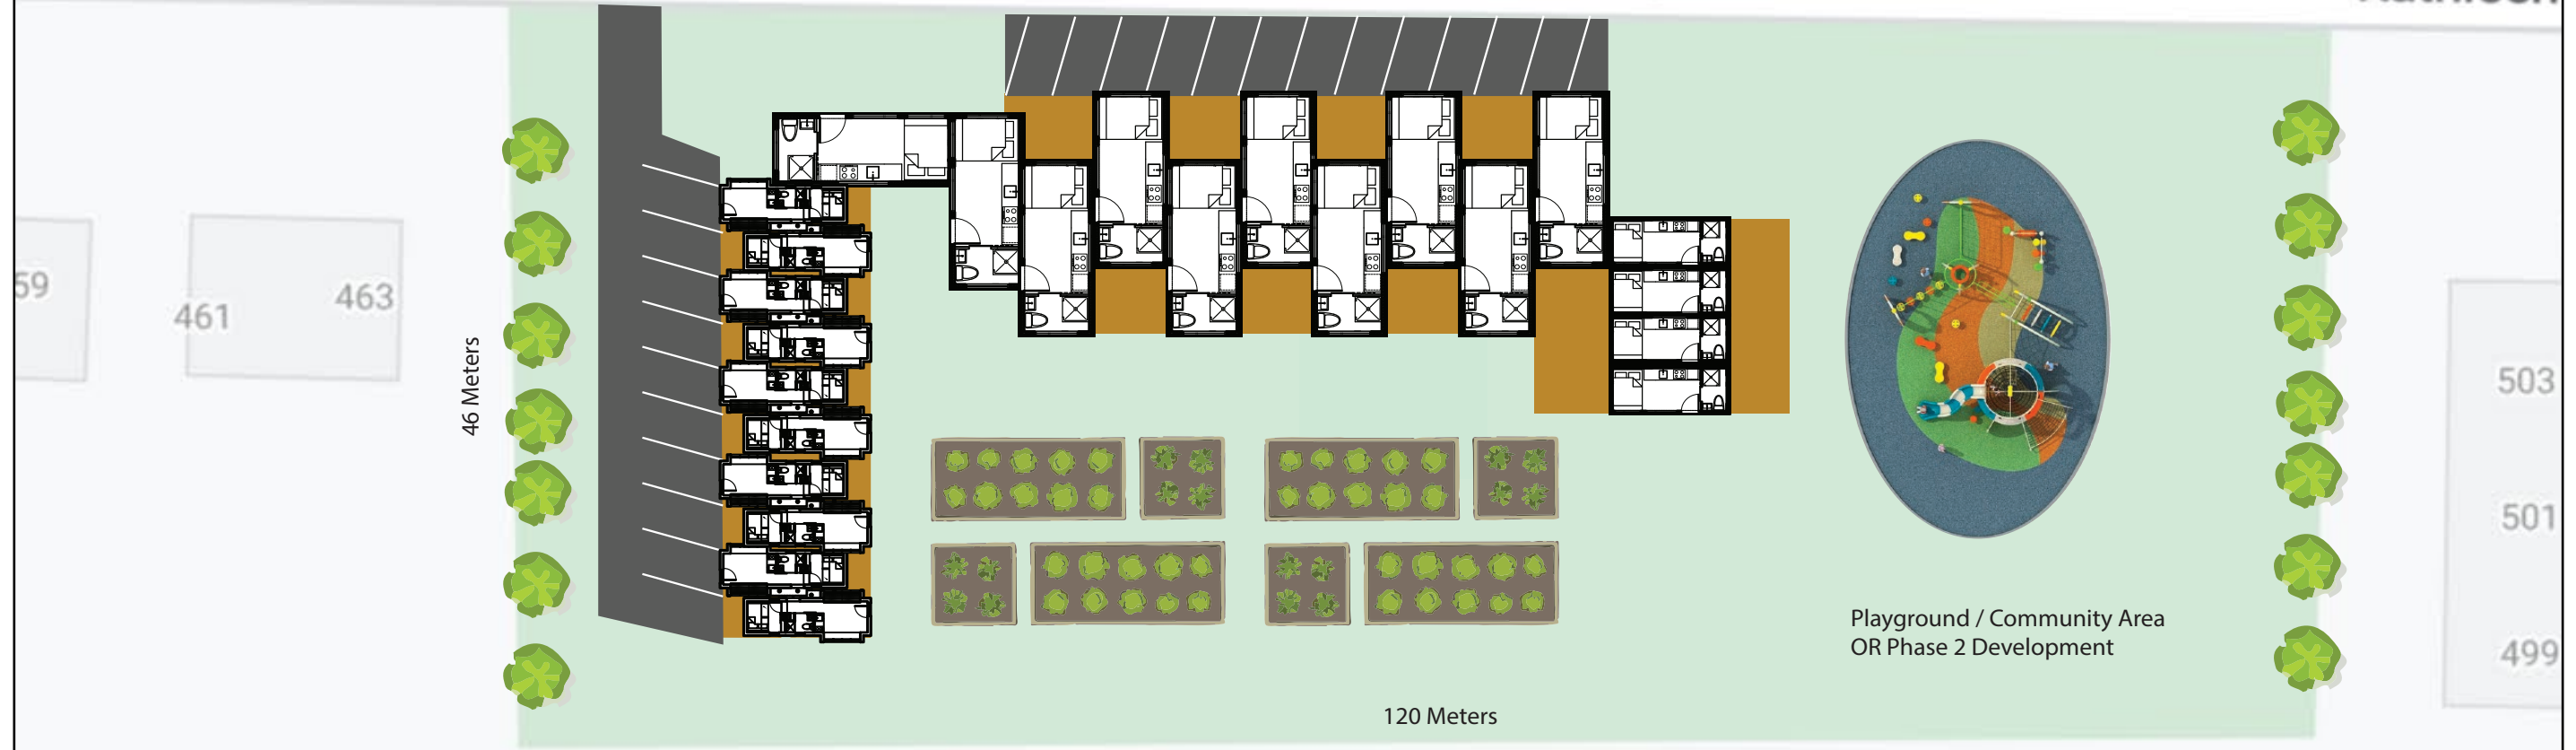 59
461
463
46 Meters
503
501
499
Playground / Community Area
OR Phase 2 Development
120 Meters